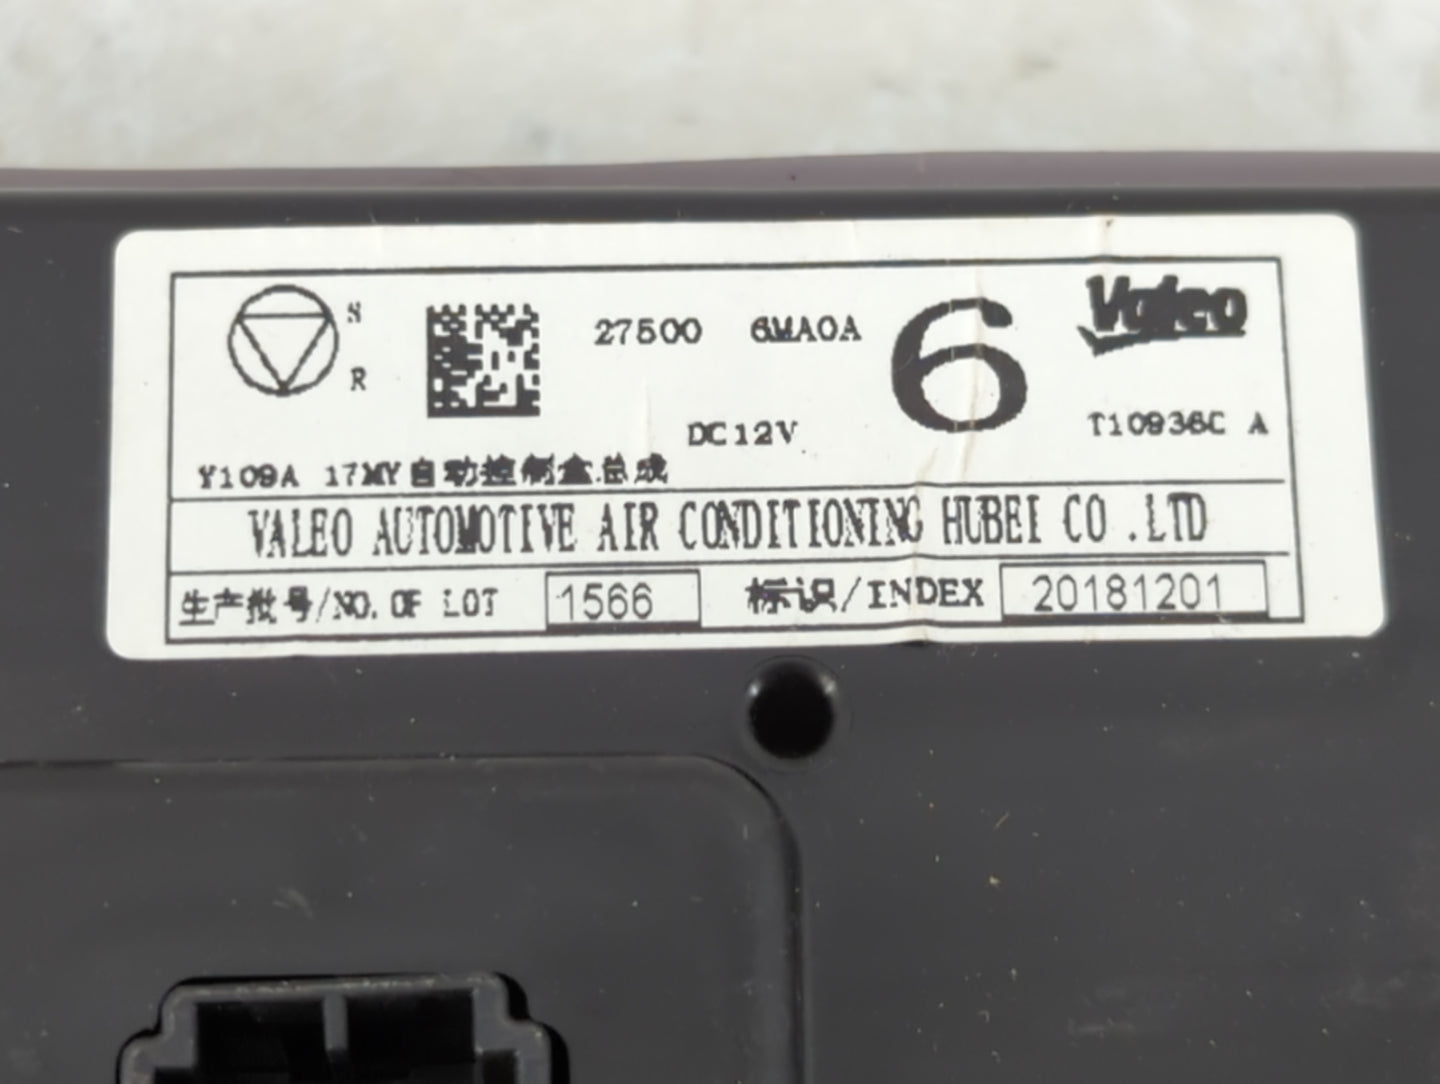 S
R
27500 6MA0A
6
Valeo
DC12V
T10936C A
Y109A 17MY自动控制盒总成
VALEO AUTOMOTIVE AIR CONDITIONING HUBEI CO .LTD
生产批号/NO. OF LOT 1566 标识/INDEX 20181201